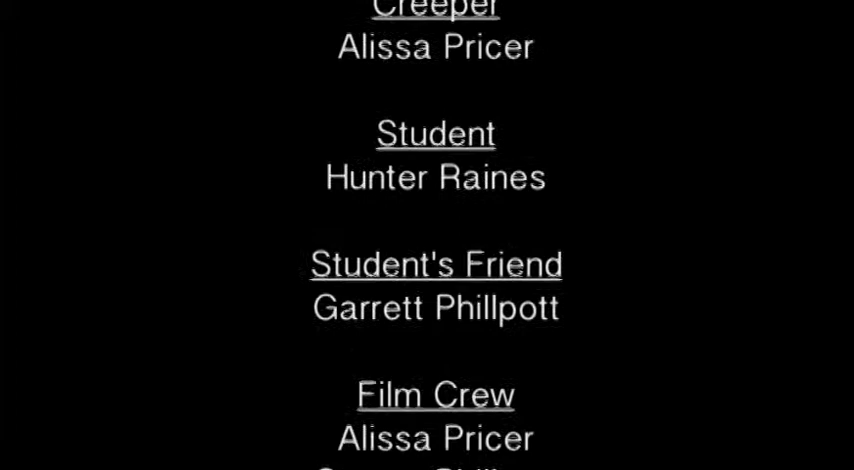 Creeper
Alissa Pricer
Student
Hunter Raines
Student's Friend
Garrett Phillpott
Film Crew
Alissa Pricer